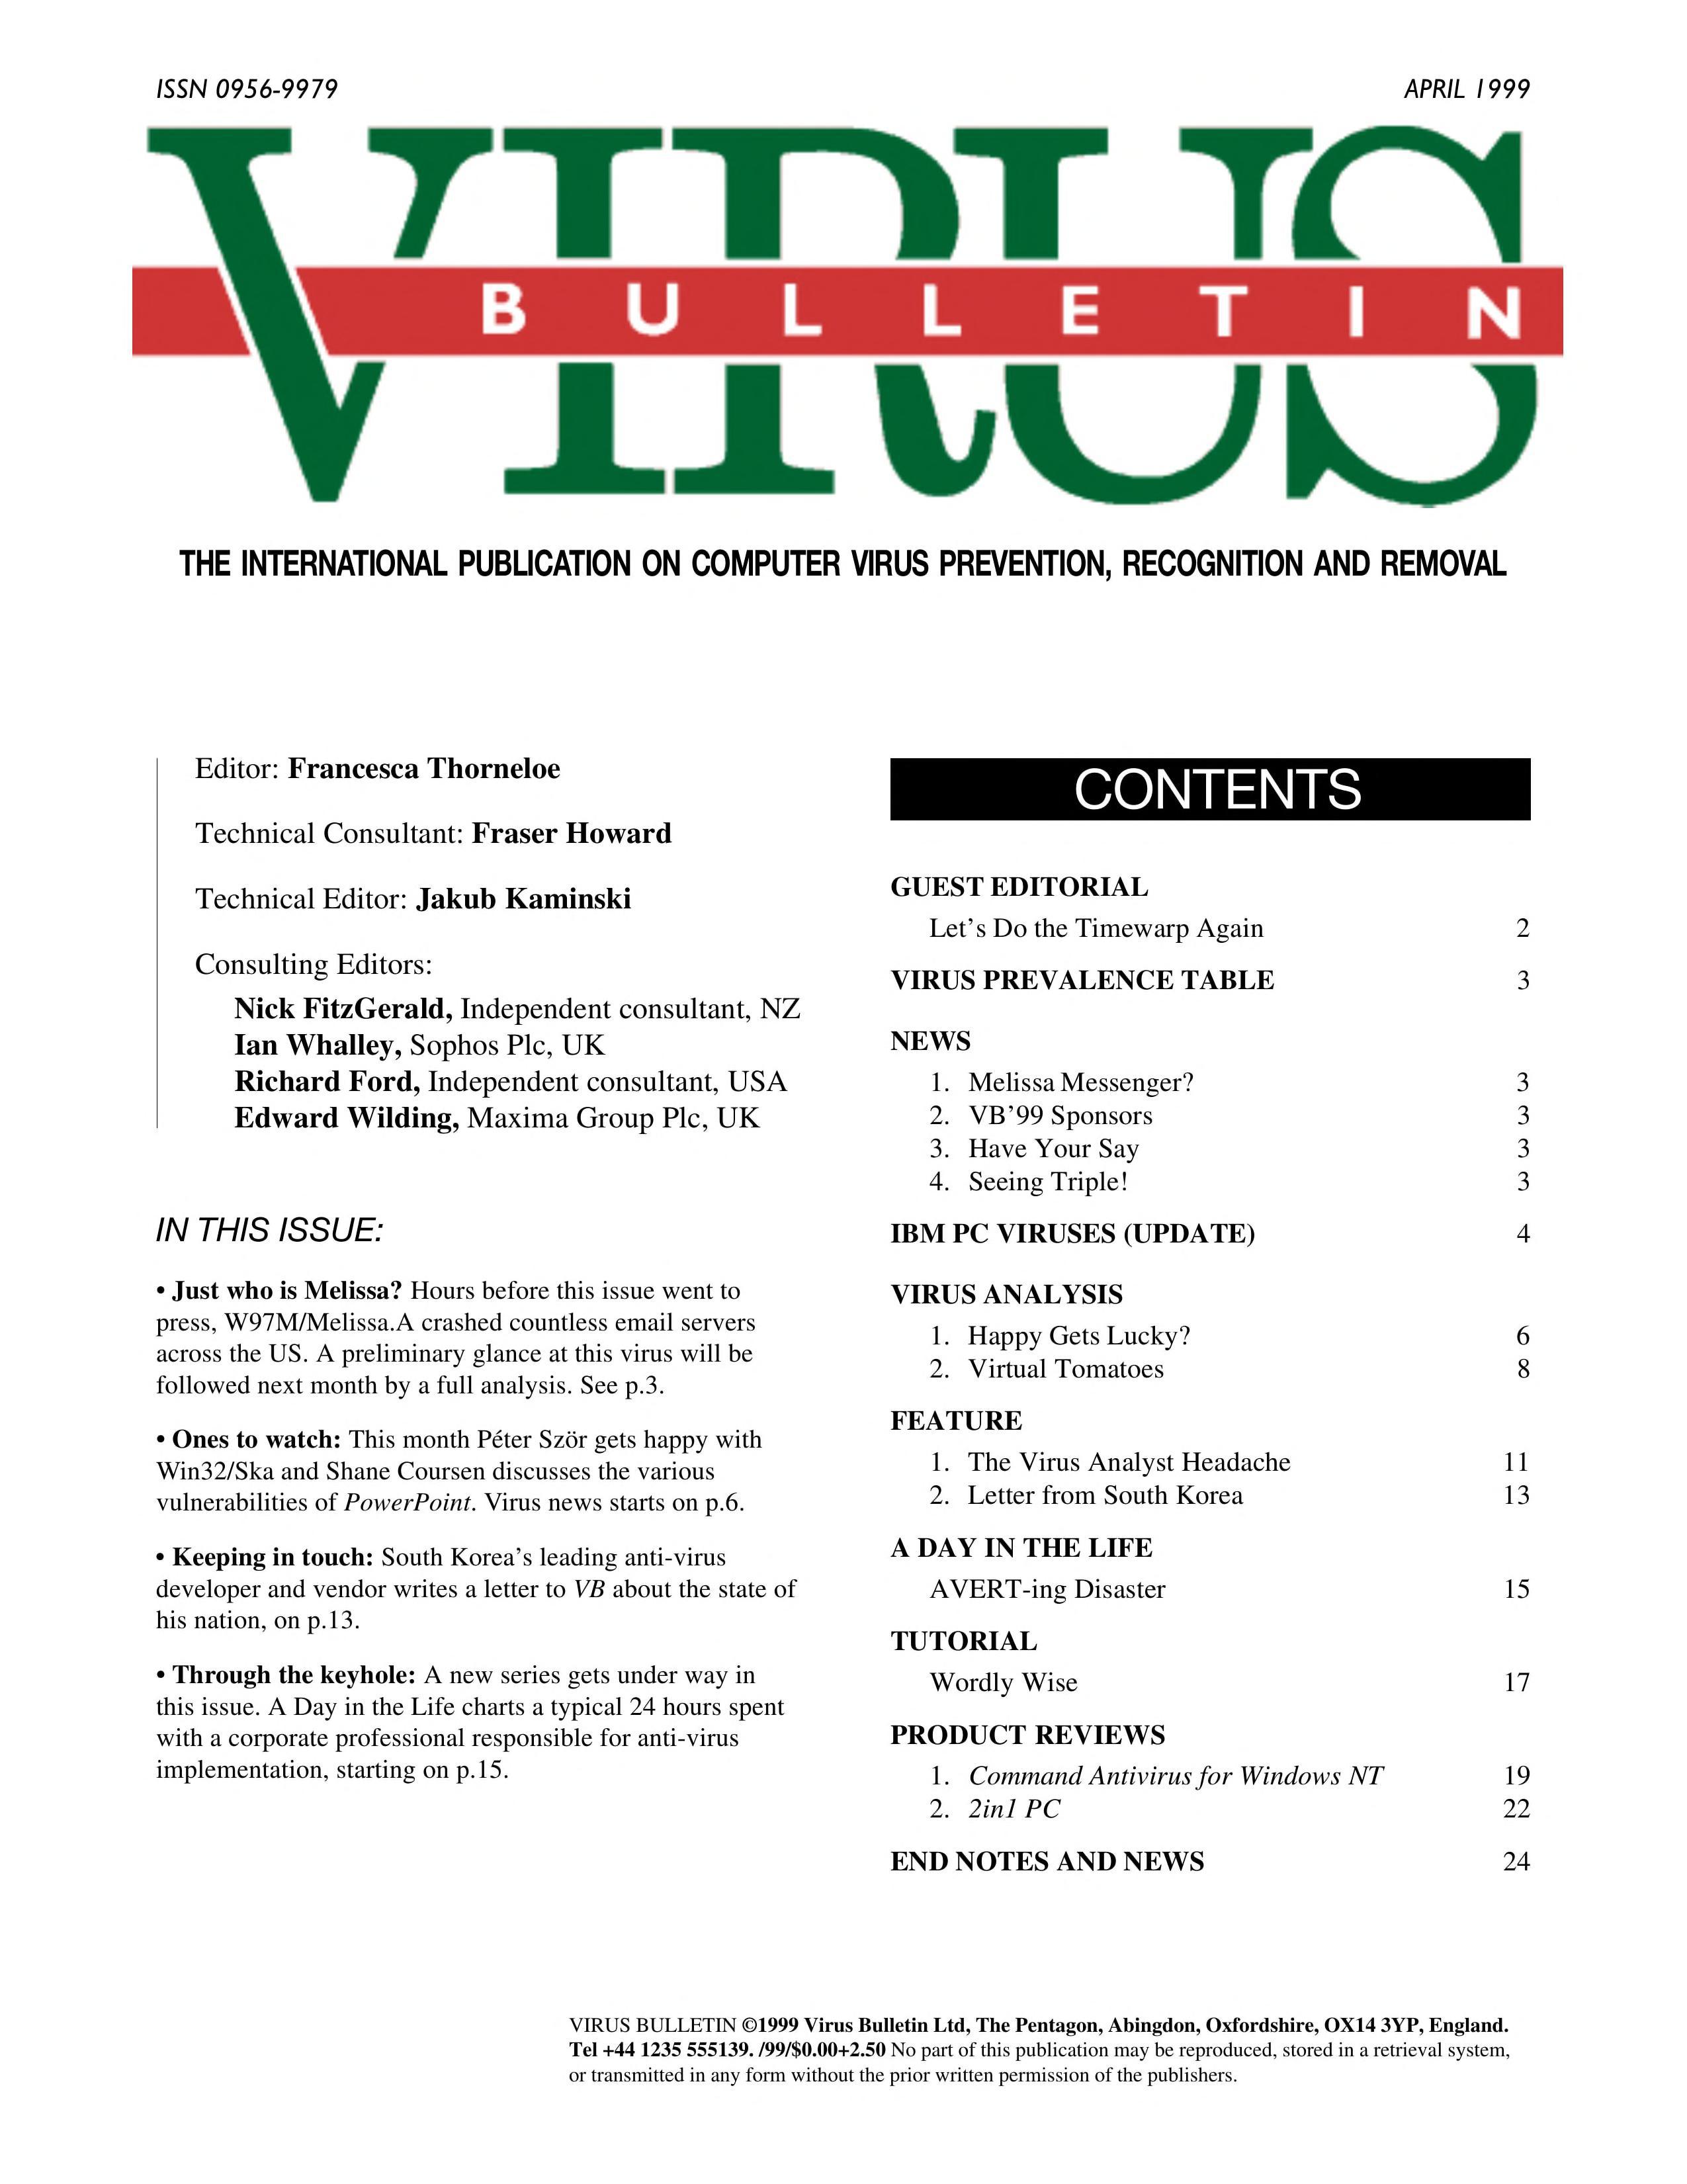 ISSN 0956-9979
APRIL 1999
VIRUS
BULLETIN
THE INTERNATIONAL PUBLICATION ON COMPUTER VIRUS PREVENTION, RECOGNITION AND REMOVAL
Editor: Francesca Thorneloe
Technical Consultant: Fraser Howard
Technical Editor: Jakub Kaminski
Consulting Editors:
Nick FitzGerald, Independent consultant, NZ
Ian Whalley, Sophos Plc, UK
Richard Ford, Independent consultant, USA
Edward Wilding, Maxima Group Plc, UK
IN THIS ISSUE:
• Just who is Melissa? Hours before this issue went to
press, W97M/Melissa.A crashed countless email servers
across the US. A preliminary glance at this virus will be
followed next month by a full analysis. See p.3.
• Ones to watch: This month Péter Ször gets happy with
Win32/Ska and Shane Coursen discusses the various
vulnerabilities of PowerPoint. Virus news starts on p.6.
• Keeping in touch: South Korea's leading anti-virus
developer and vendor writes a letter to VB about the state of
his nation, on p.13.
• Through the keyhole: A new series gets under way in
this issue. A Day in the Life charts a typical 24 hours spent
with a corporate professional responsible for anti-virus
implementation, starting on p.15.
CONTENTS
GUEST EDITORIAL
Let's Do the Timewarp Again 2
VIRUS PREVALENCE TABLE 3
NEWS
1. Melissa Messenger? 3
2. VB'99 Sponsors 3
3. Have Your Say 3
4. Seeing Triple! 3
IBM PC VIRUSES (UPDATE) 4
VIRUS ANALYSIS
1. Happy Gets Lucky? 6
2. Virtual Tomatoes 8
FEATURE
1. The Virus Analyst Headache 11
2. Letter from South Korea 13
A DAY IN THE LIFE
AVERT-ing Disaster 15
TUTORIAL
Wordly Wise 17
PRODUCT REVIEWS
1. Command Antivirus for Windows NT 19
2. 2in1 PC 22
END NOTES AND NEWS 24
VIRUS BULLETIN ©1999 Virus Bulletin Ltd, The Pentagon, Abingdon, Oxfordshire, OX14 3YP, England.
Tel +44 1235 555139. /99/$0.00+2.50 No part of this publication may be reproduced, stored in a retrieval system,
or transmitted in any form without the prior written permission of the publishers.